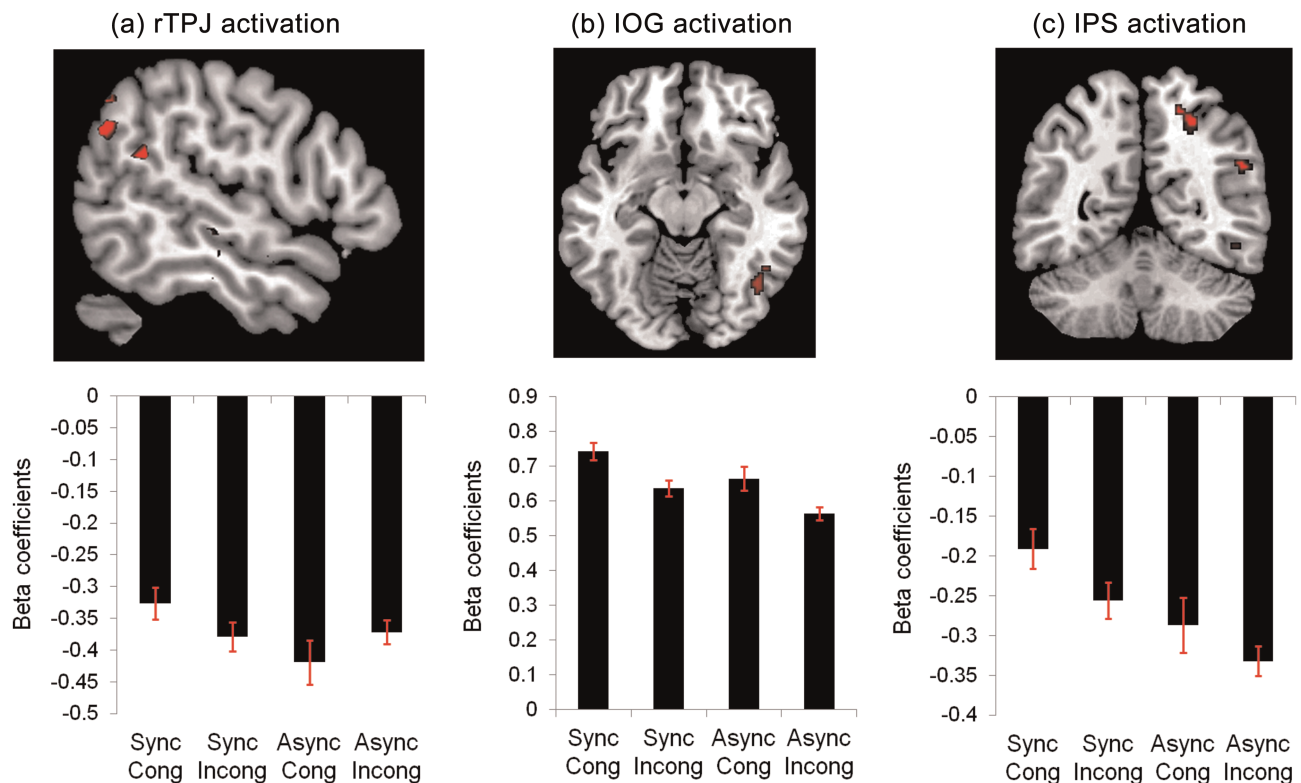 (a) rTPJ activation
(b) IOG activation
(c) IPS activation
Beta coefficients
0
-0.05
-0.1
-0.15
-0.2
-0.25
-0.3
-0.35
-0.4
-0.45
-0.5
Sync Cong
Sync Incong
Async Cong
Async Incong
Beta coefficients
0.9
0.8
0.7
0.6
0.5
0.4
0.3
0.2
0.1
0
Sync Cong
Sync Incong
Async Cong
Async Incong
Beta coefficients
0
-0.05
-0.1
-0.15
-0.2
-0.25
-0.3
-0.35
-0.4
Sync Cong
Sync Incong
Async Cong
Async Incong